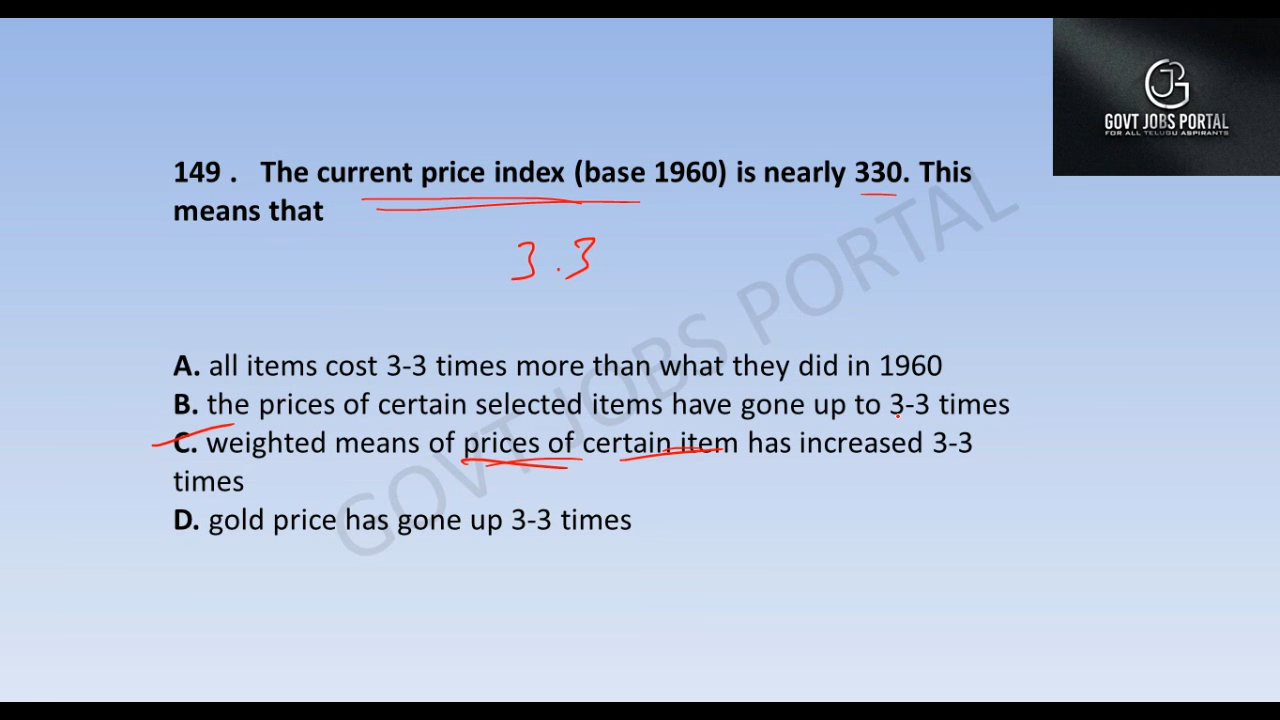 GOVT JOBS PORTAL
FOR ALL TELUGU ASPIRANTS
149 . The current price index (base 1960) is nearly 330. This
means that
3.3
A. all items cost 3-3 times more than what they did in 1960
B. the prices of certain selected items have gone up to 3-3 times
C. weighted means of prices of certain item has increased 3-3
times
D. gold price has gone up 3-3 times
GOVT JOBS PORTAL